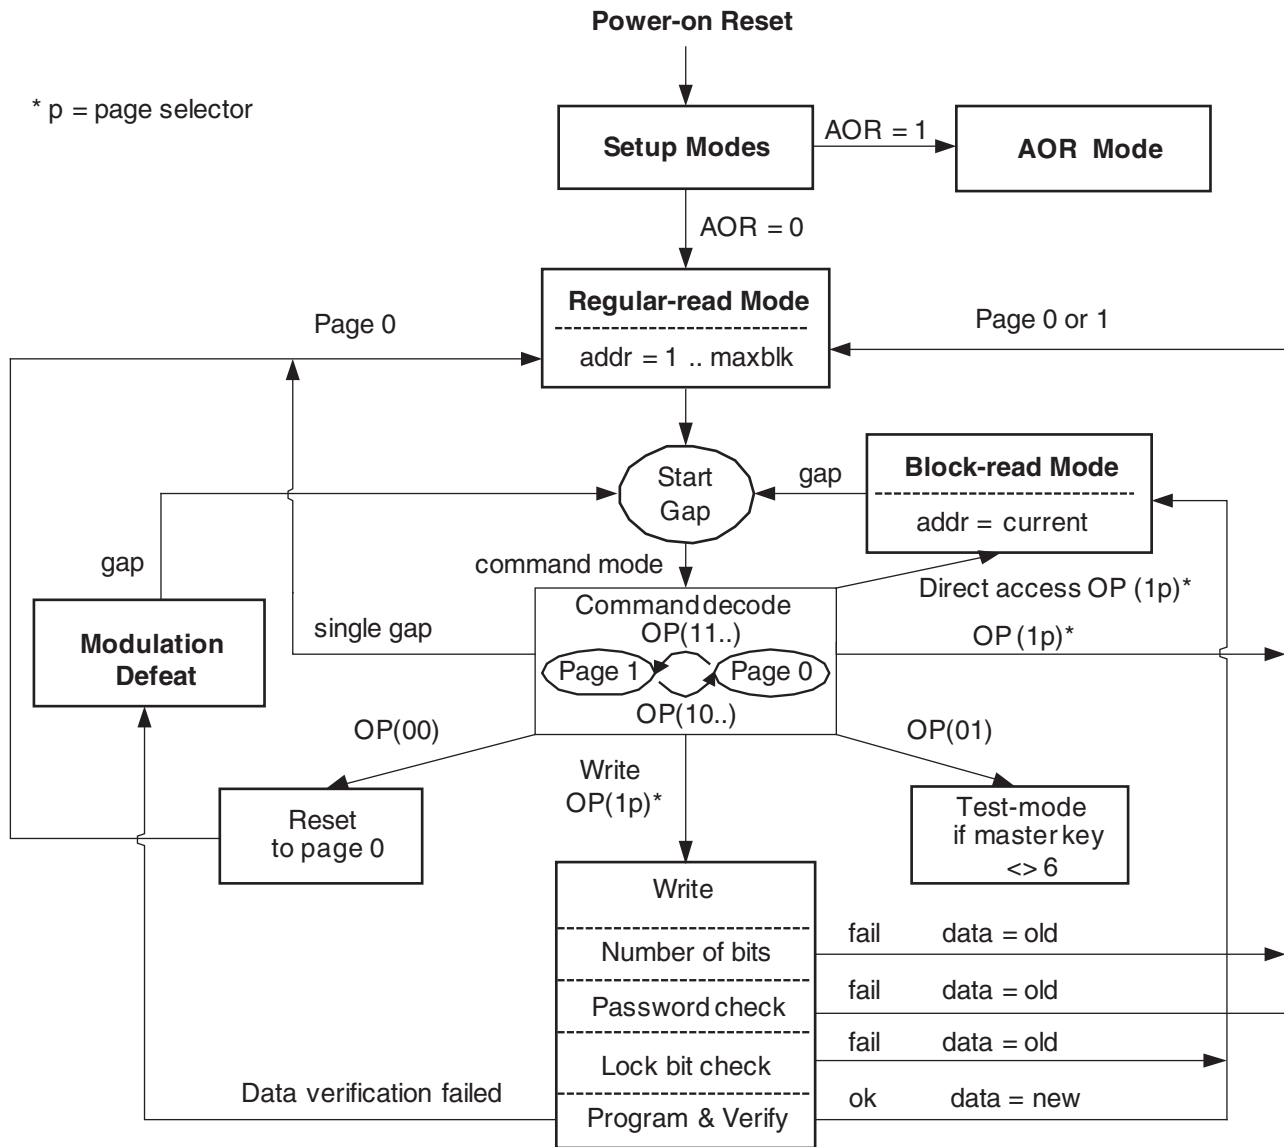 Power-on Reset
* p = page selector
Setup Modes
AOR = 1
AOR Mode
AOR = 0
Regular-read Mode
addr = 1 .. maxblk
Page 0
Page 0 or 1
Start
Gap
gap
Block-read Mode
addr = current
command mode
gap
Direct access OP (1p)*
Command decode
OP(11..)
Page 1
Page 0
OP(10..)
single gap
OP(1p)*
Modulation
Defeat
OP(00)
Write
OP(1p)*
OP(01)
Reset
to page 0
Test-mode
if master key
<> 6
Write
Number of bits
fail data = old
Password check
fail data = old
Lock bit check
fail data = old
Data verification failed
Program & Verify
ok data = new